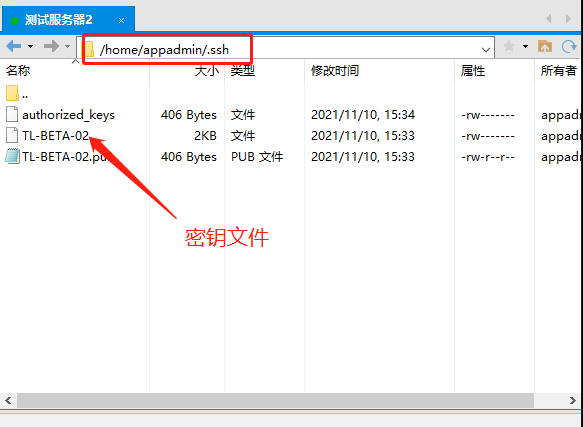 测试服务器2
/home/appadmin/.ssh
名称 大小 类型 修改时间 属性 所有者
..
authorized_keys 406 Bytes 文件 2021/11/10, 15:34 -rw------- appadm
TL-BETA-02 2KB 文件 2021/11/10, 15:33 -rw------- appadm
TL-BETA-02.pu 406 Bytes PUB 文件 2021/11/10, 15:33 -rw-r--r-- appadm
密钥文件